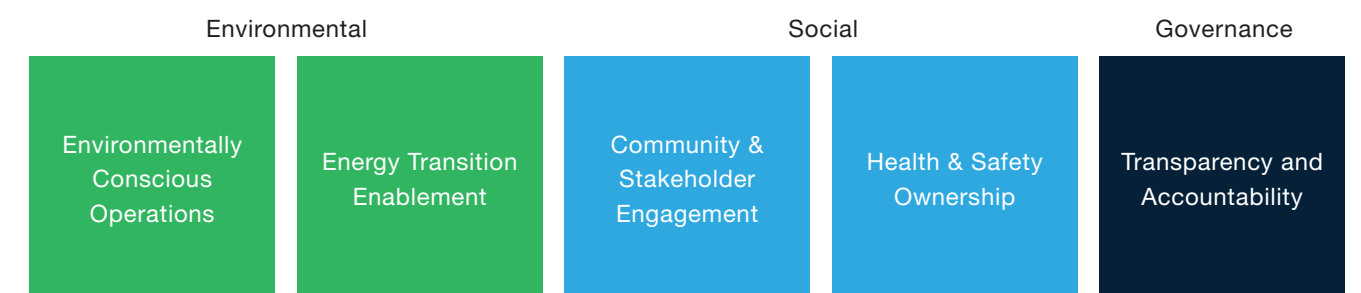 Environmental
Social
Governance
Environmentally
Conscious
Operations
Energy Transition
Enablement
Community &
Stakeholder
Engagement
Health & Safety
Ownership
Transparency and
Accountability